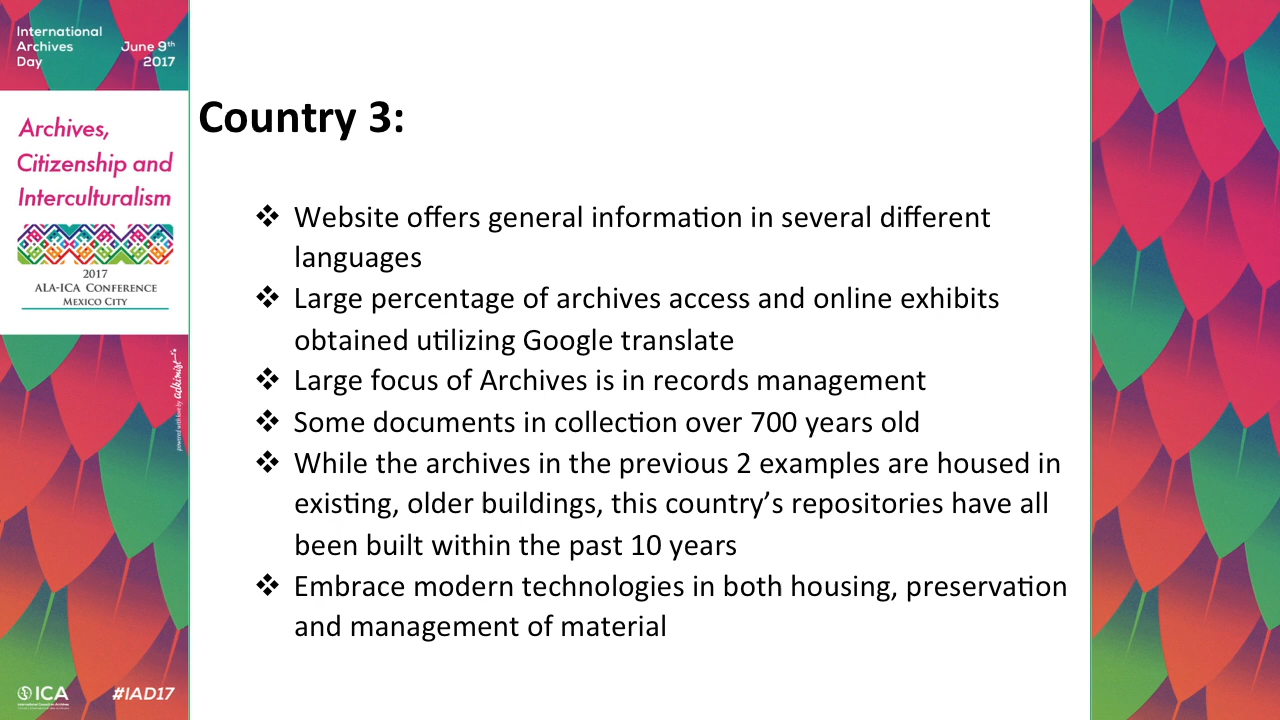 International
Archives
Day
June 9th
2017
Archives,
Citizenship and
Interculturalism
2017
ALA-ICA Conference
Mexico City
powered with love by
#IAD17
ICA
International Council on Archives
Country 3:
❖ Website offers general information in several different
languages
❖ Large percentage of archives access and online exhibits
obtained utilizing Google translate
❖ Large focus of Archives is in records management
❖ Some documents in collection over 700 years old
❖ While the archives in the previous 2 examples are housed in
existing, older buildings, this country’s repositories have all
been built within the past 10 years
❖ Embrace modern technologies in both housing, preservation
and management of material